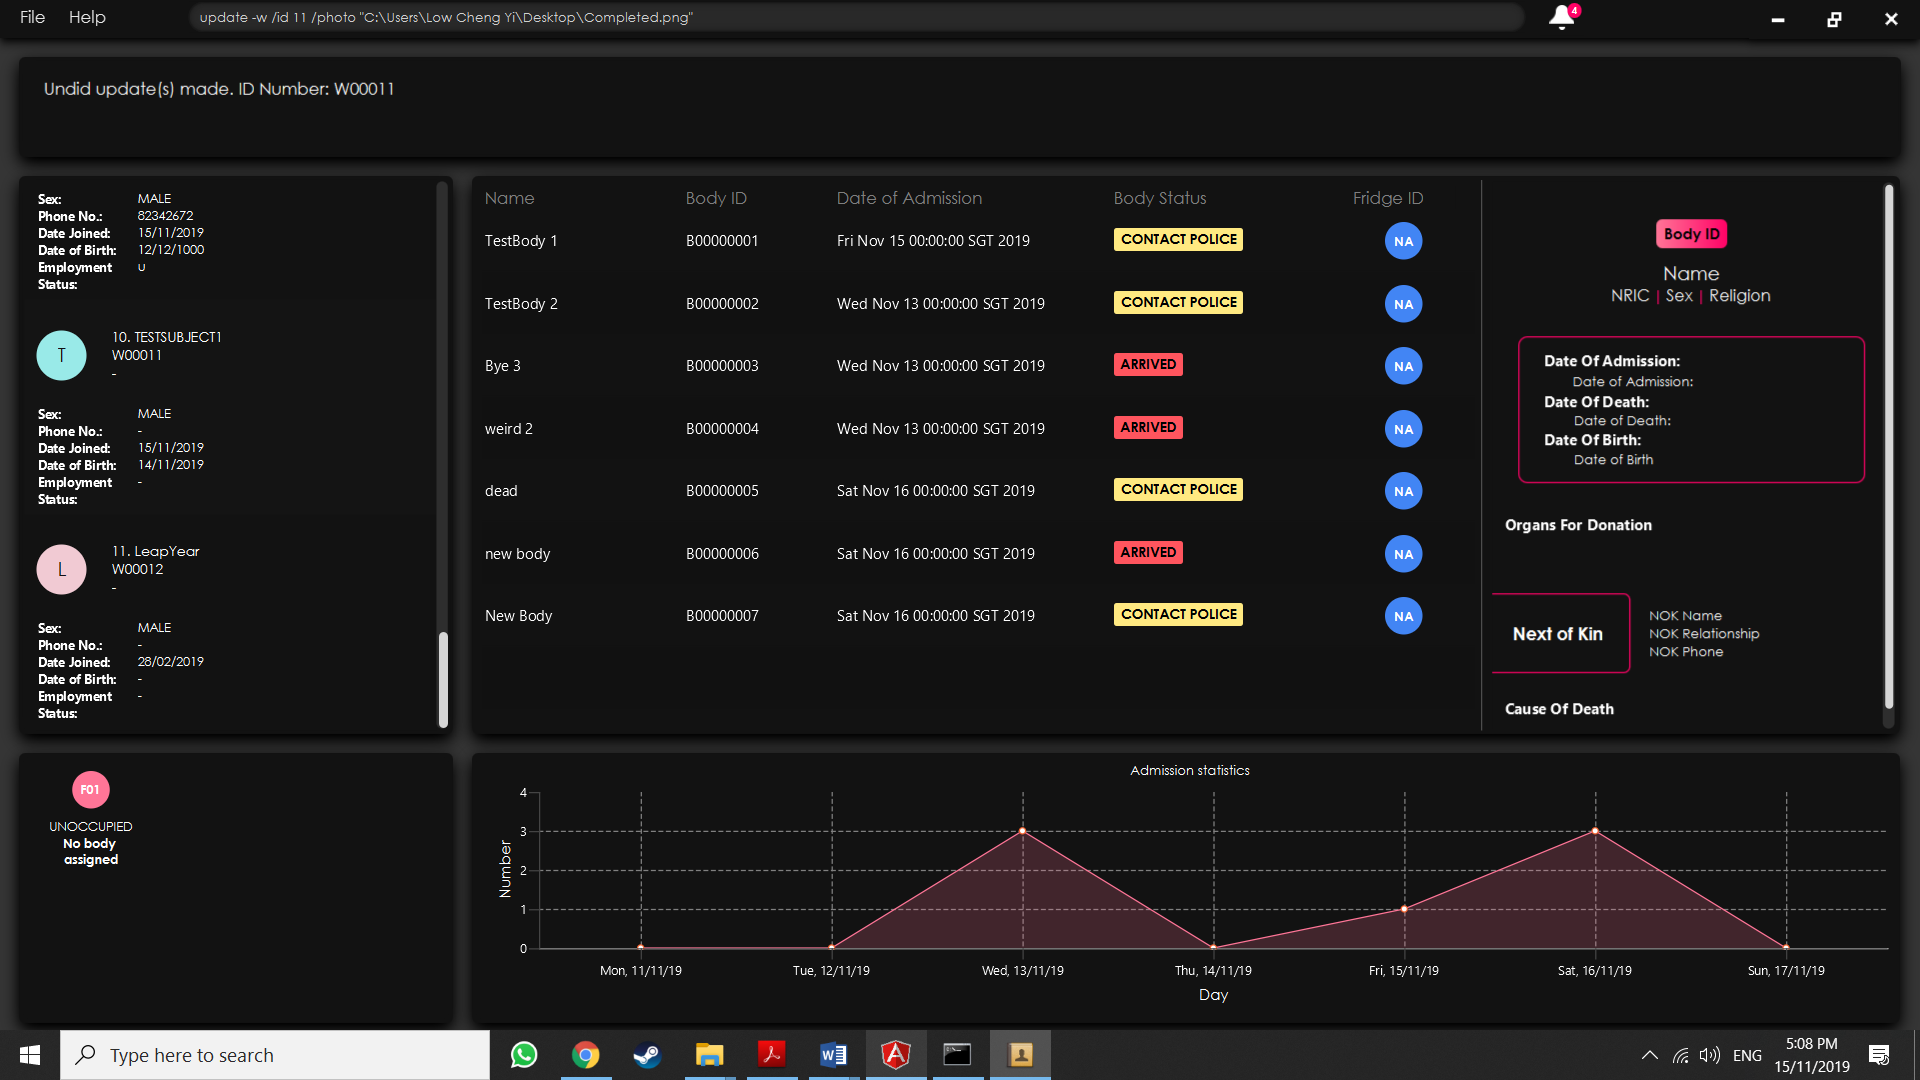 File Help
update -w /id 11 /photo "C:\Users\Low Cheng Yi\Desktop\Completed.png"
4
Undid update(s) made. ID Number: W00011
Sex: MALE
Phone No.: 82342672
Date Joined: 15/11/2019
Date of Birth: 12/12/1000
Employment Status: u
T
10. TESTSUBJECT1
W00011
-
Sex: MALE
Phone No.: -
Date Joined: 15/11/2019
Date of Birth: 14/11/2019
Employment Status: -
L
11. LeapYear
W00012
-
Sex: MALE
Phone No.: -
Date Joined: 28/02/2019
Date of Birth: -
Employment Status: -
Name Body ID Date of Admission Body Status Fridge ID
TestBody 1 B00000001 Fri Nov 15 00:00:00 SGT 2019 CONTACT POLICE NA
TestBody 2 B00000002 Wed Nov 13 00:00:00 SGT 2019 CONTACT POLICE NA
Bye 3 B00000003 Wed Nov 13 00:00:00 SGT 2019 ARRIVED NA
weird 2 B00000004 Wed Nov 13 00:00:00 SGT 2019 ARRIVED NA
dead B00000005 Sat Nov 16 00:00:00 SGT 2019 CONTACT POLICE NA
new body B00000006 Sat Nov 16 00:00:00 SGT 2019 ARRIVED NA
New Body B00000007 Sat Nov 16 00:00:00 SGT 2019 CONTACT POLICE NA
Body ID
Name
NRIC | Sex | Religion
Date Of Admission:
Date of Admission:
Date Of Death:
Date of Death:
Date Of Birth:
Date of Birth
Organs For Donation
Next of Kin
NOK Name
NOK Relationship
NOK Phone
Cause Of Death
F01
UNOCCUPIED
No body
assigned
Admission statistics
Number
4
3
2
1
0
Mon, 11/11/19 Tue, 12/11/19 Wed, 13/11/19 Thu, 14/11/19 Fri, 15/11/19 Sat, 16/11/19 Sun, 17/11/19
Day
Type here to search
ENG
5:08 PM
15/11/2019